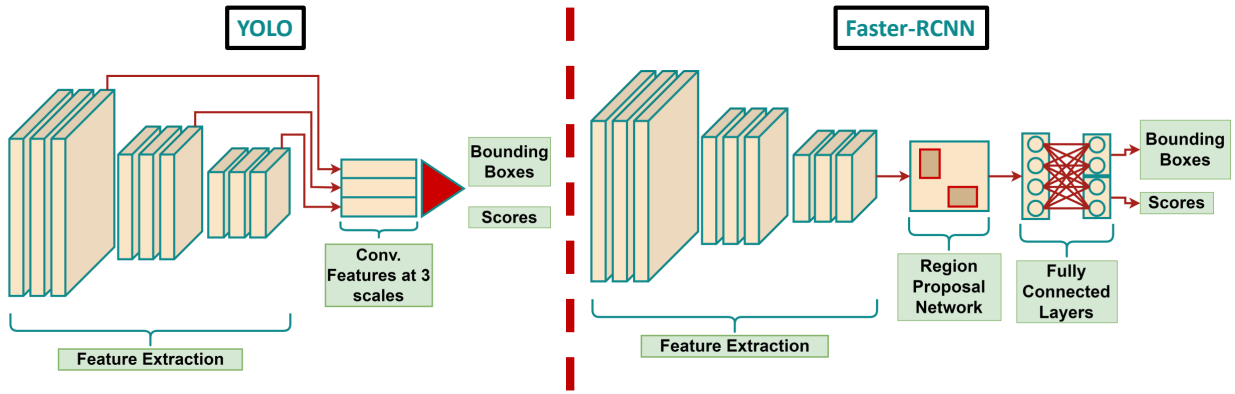 YOLO
Bounding
Boxes
Scores
Conv.
Features at 3
scales
Feature Extraction
Faster-RCNN
Bounding
Boxes
Scores
Region
Proposal
Network
Fully
Connected
Layers
Feature Extraction